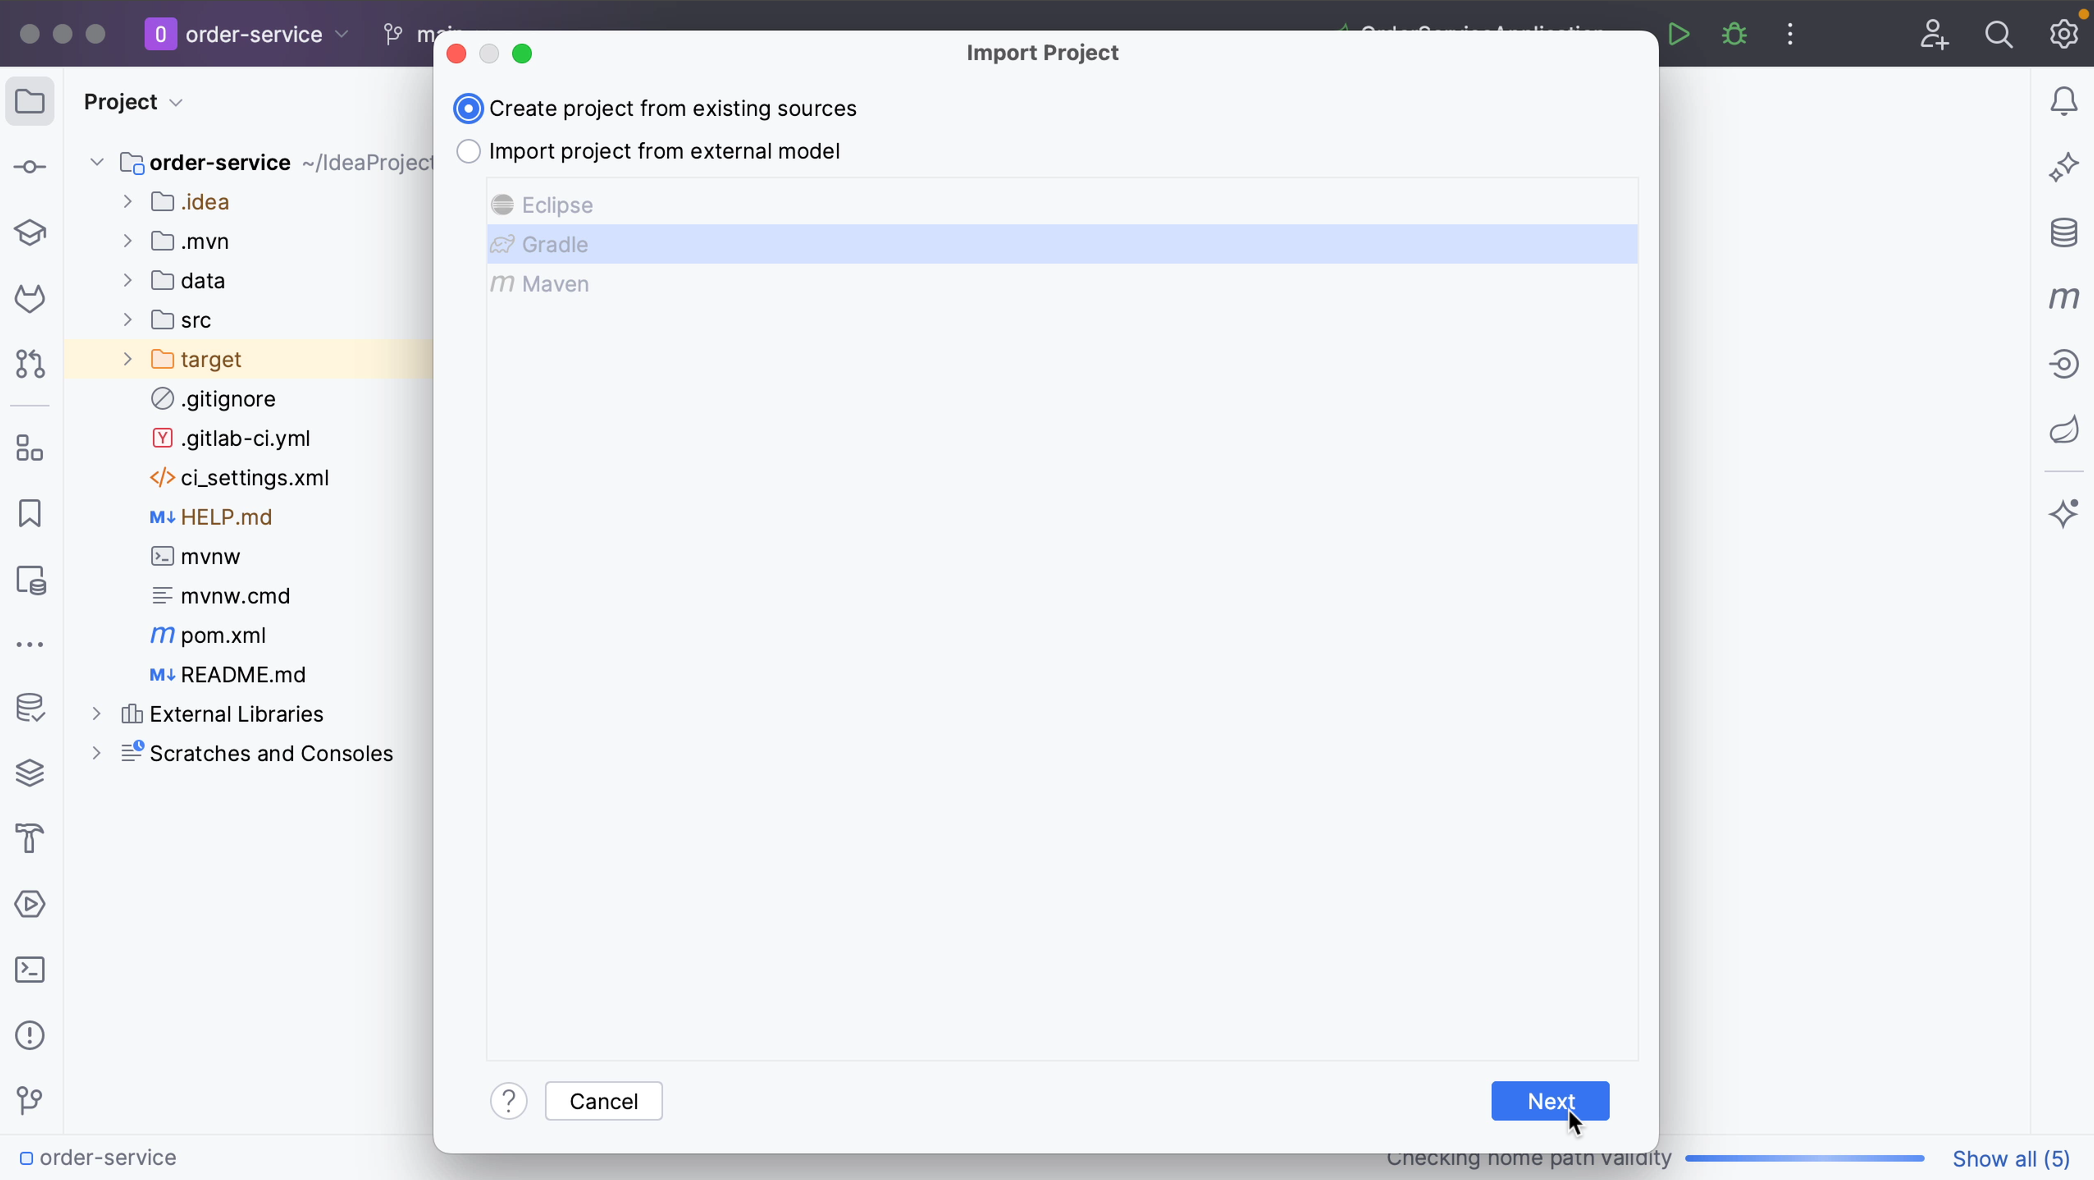 order-service
main
Import Project
OrderServiceApplication
Project
Create project from existing sources
Import project from external model
order-service ~/IdeaProject
.idea
.mvn
data
src
target
.gitignore
.gitlab-ci.yml
ci_settings.xml
HELP.md
mvnw
mvnw.cmd
pom.xml
README.md
External Libraries
Scratches and Consoles
Eclipse
Gradle
Maven
? Cancel
Next
order-service
Checking home path validity
Show all (5)